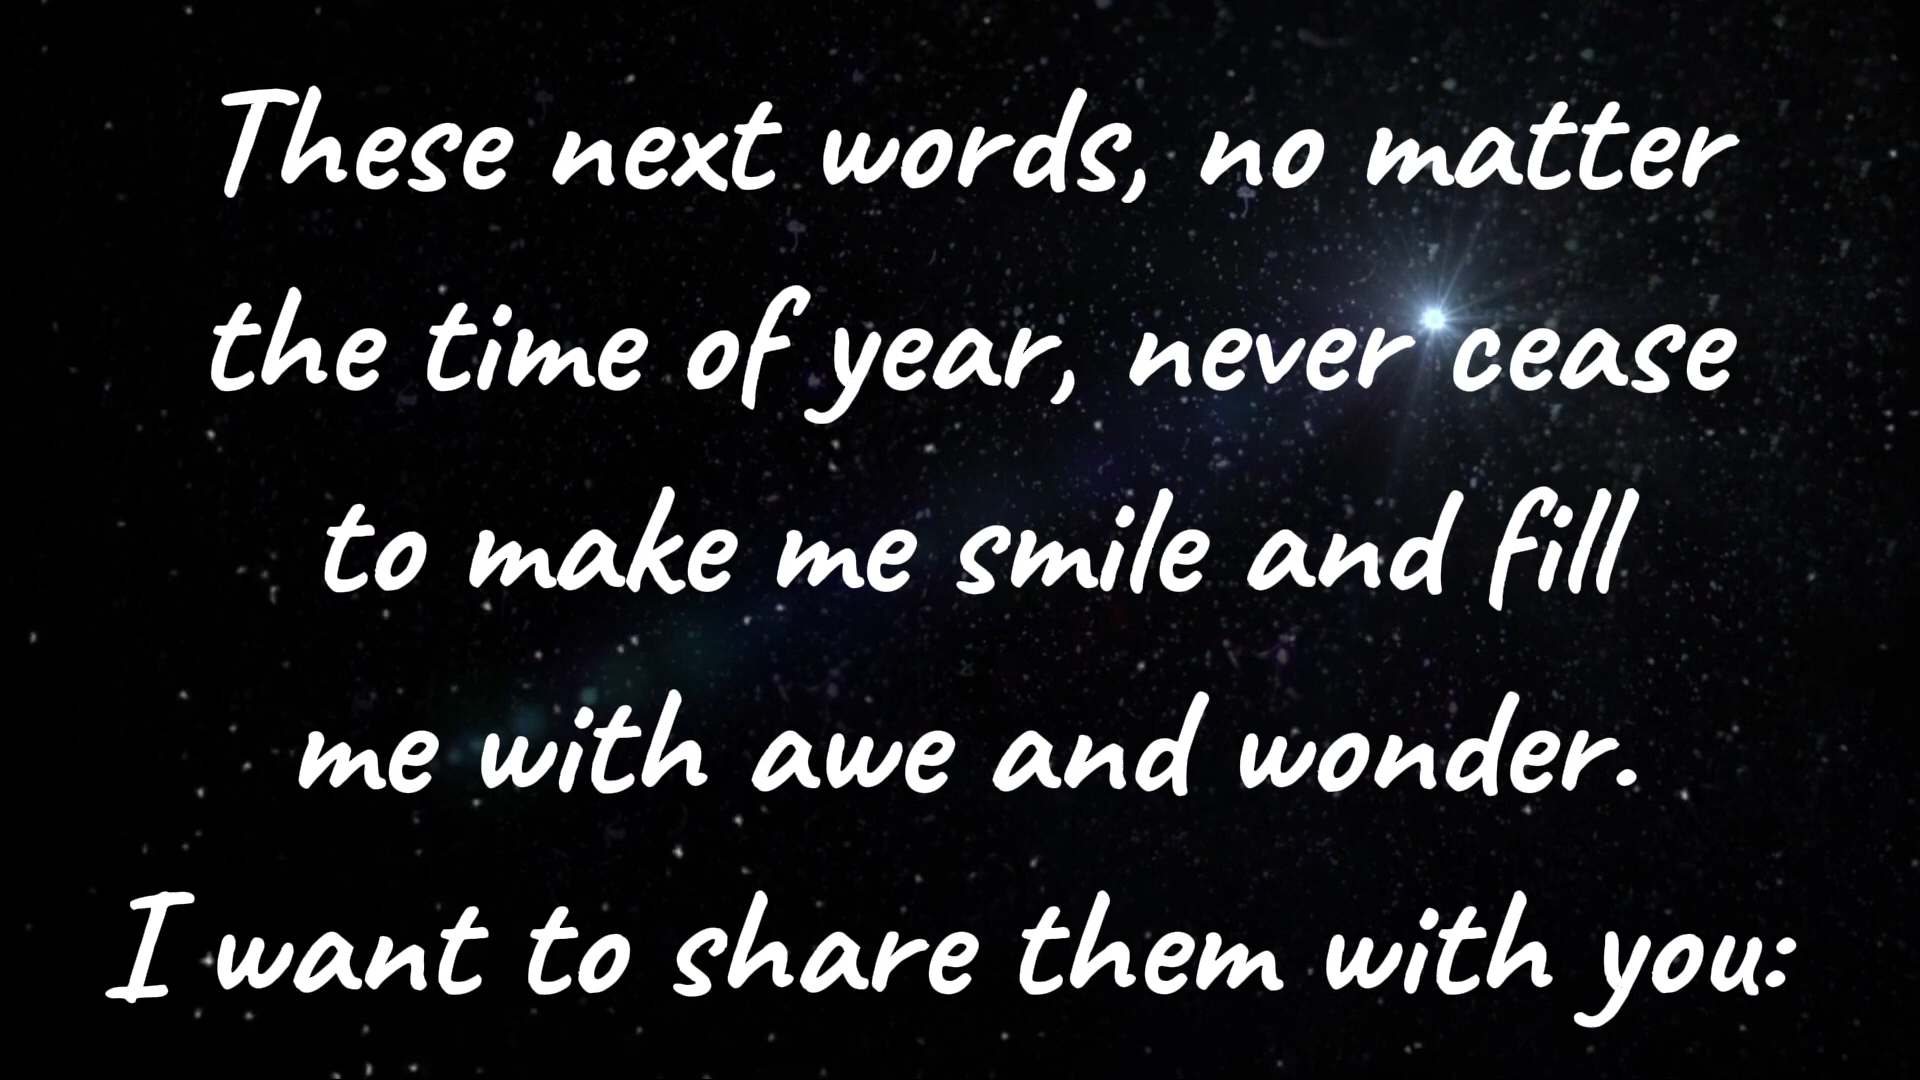 These next words, no matter
the time of year, never cease
to make me smile and fill
me with awe and wonder.
I want to share them with you: